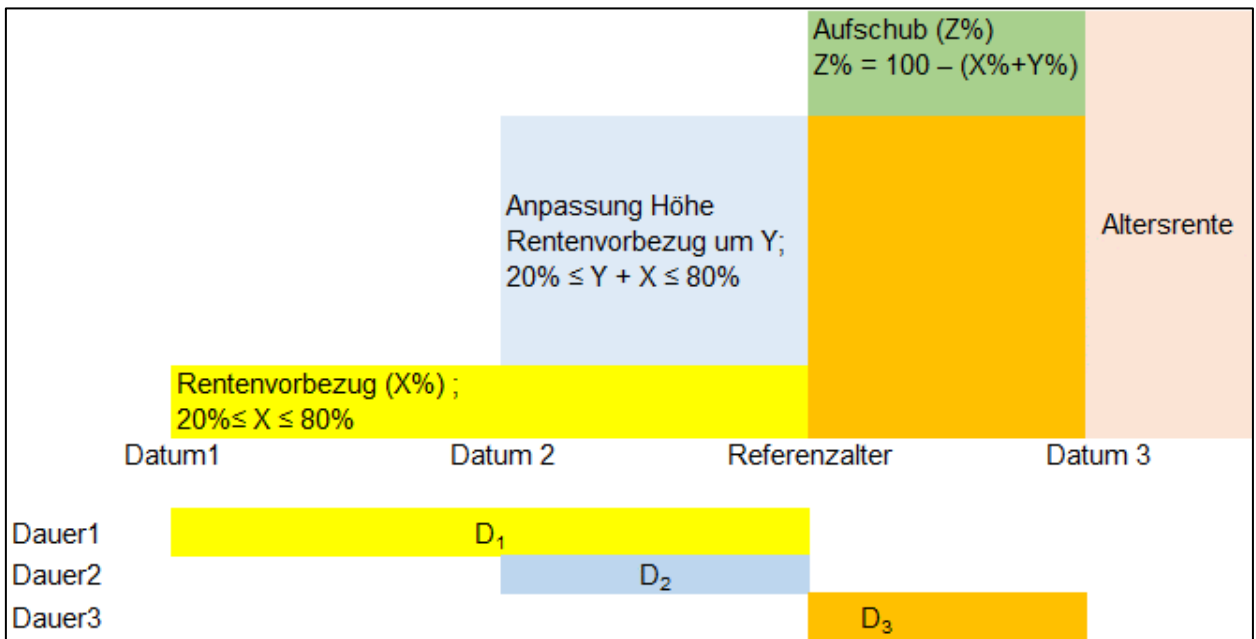 Aufschub (Z%)
Z% = 100 – (X%+Y%)
Anpassung Höhe
Rentenvorbezug um Y;
20% ≤ Y + X ≤ 80%
Altersrente
Rentenvorbezug (X%) ;
20%≤ X ≤ 80%
Datum1 Datum 2 Referenzalter Datum 3
Dauer1 D₁
Dauer2 D₂
Dauer3 D₃